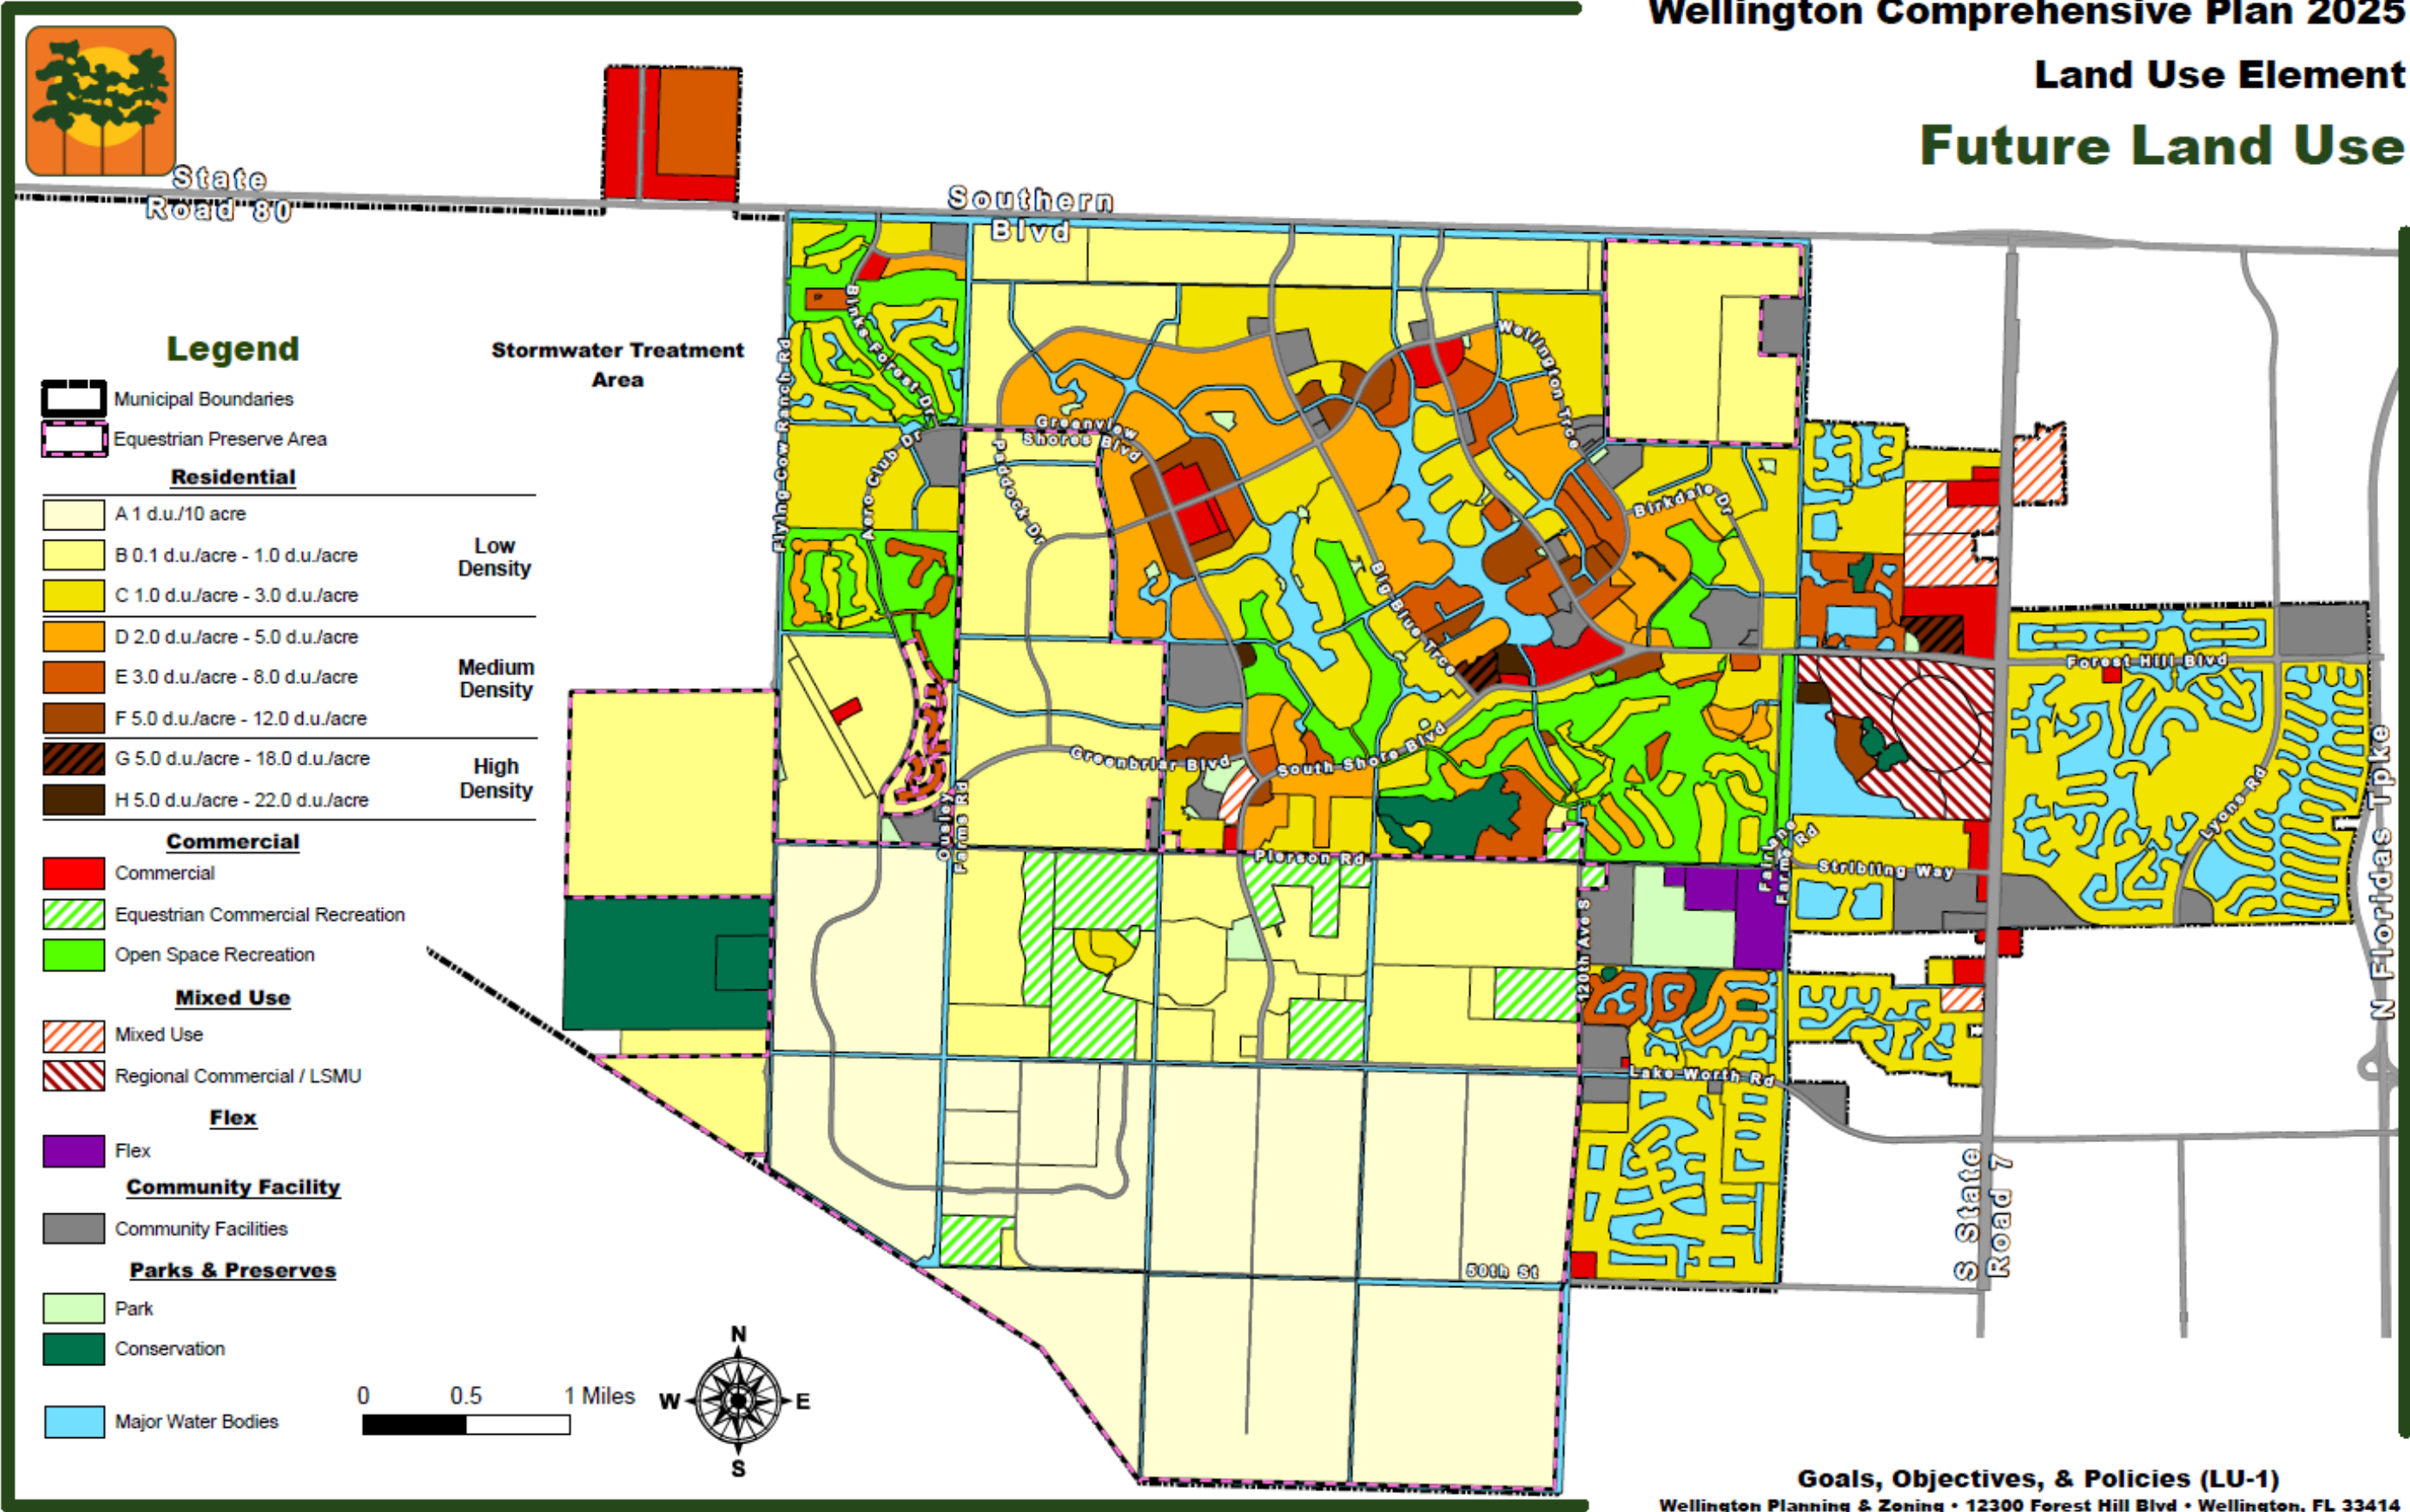 Wellington Comprehensive Plan 2025
Land Use Element
Future Land Use
State
Road 80
Southern
Blvd
Legend
Municipal Boundaries
Equestrian Preserve Area
Residential
A 1 d.u./10 acre
B 0.1 d.u./acre - 1.0 d.u./acre
C 1.0 d.u./acre - 3.0 d.u./acre
Low
Density
D 2.0 d.u./acre - 5.0 d.u./acre
E 3.0 d.u./acre - 8.0 d.u./acre
F 5.0 d.u./acre - 12.0 d.u./acre
Medium
Density
G 5.0 d.u./acre - 18.0 d.u./acre
H 5.0 d.u./acre - 22.0 d.u./acre
High
Density
Commercial
Commercial
Equestrian Commercial Recreation
Open Space Recreation
Mixed Use
Mixed Use
Regional Commercial / LSMU
Flex
Flex
Community Facility
Community Facilities
Parks & Preserves
Park
Conservation
Major Water Bodies
0 0.5 1 Miles
N
W E
S
Stormwater Treatment
Area
Flying Cow Ranch Rd
Binks Forest Dr
Aero Club Dr
Greenview
Shores Blvd
Paddock Dr
Wellington Trce
Birkdale Dr
Big Blue Trce
Forest Hill Blvd
South Shore Blvd
Greenbriar Blvd
Ousley
Farms Rd
Pierson Rd
Fairlane
Farms Rd
Stribling Way
Lyons Rd
N Floridas Tpke
120th Ave S
Lake Worth Rd
50th St
S State
Road 7
Goals, Objectives, & Policies (LU-1)
Wellington Planning & Zoning • 12300 Forest Hill Blvd • Wellington, FL 33414